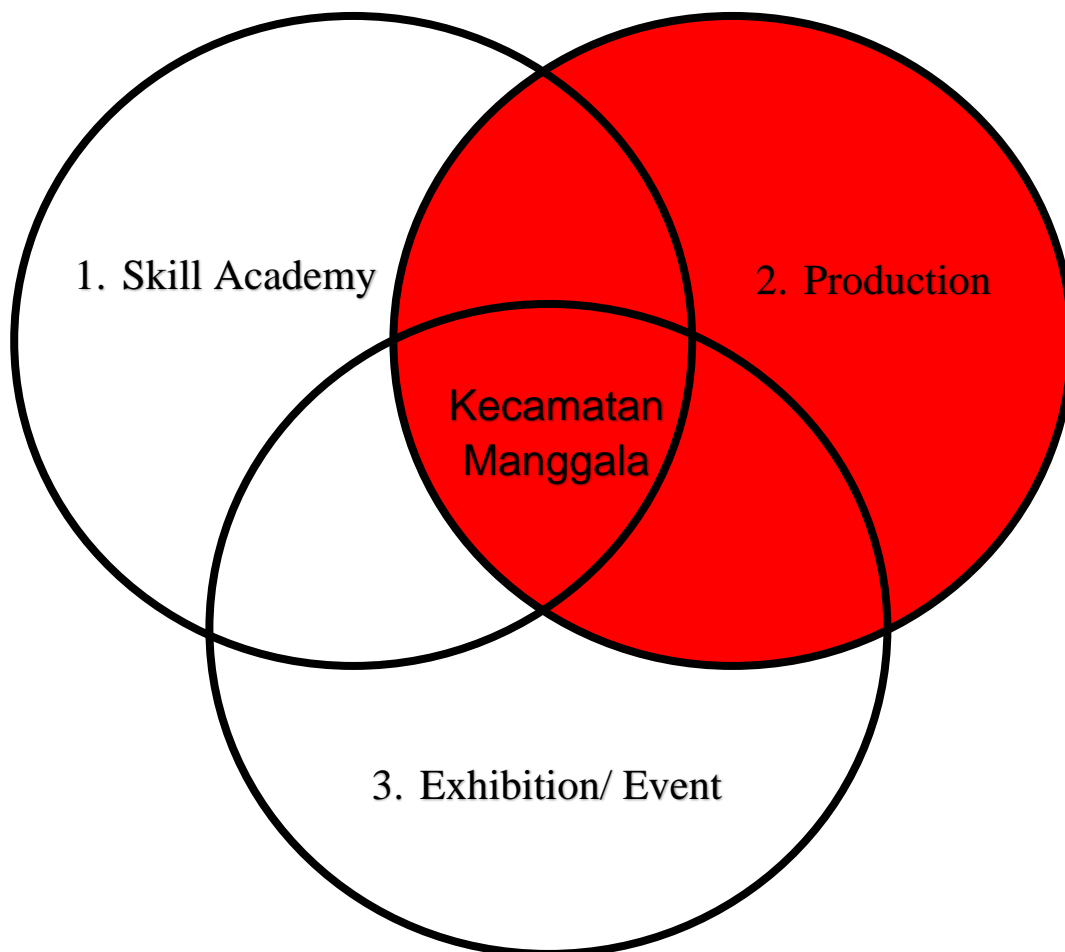 1. Skill Academy
2. Production
Kecamatan
Manggala
3. Exhibition/ Event